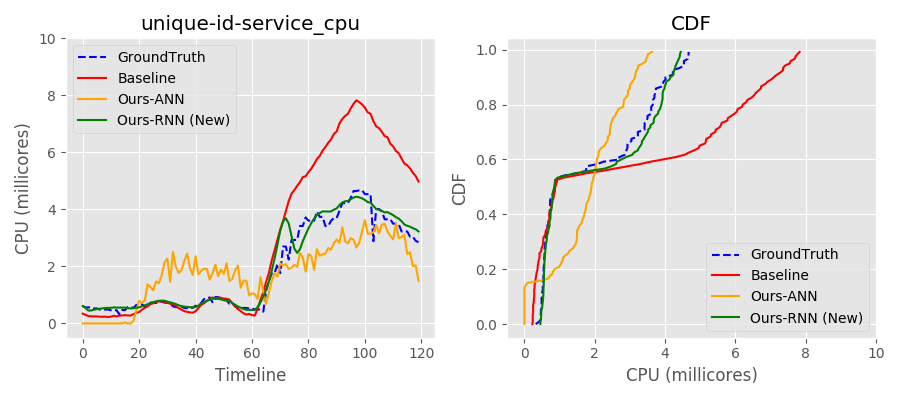 unique-id-service_cpu
CPU (millicores)
10
8
6
4
2
0
GroundTruth
Baseline
Ours-ANN
Ours-RNN (New)
0 20 40 60 80 100 120
Timeline
CDF
CDF
1.0
0.8
0.6
0.4
0.2
0.0
GroundTruth
Baseline
Ours-ANN
Ours-RNN (New)
0 2 4 6 8 10
CPU (millicores)